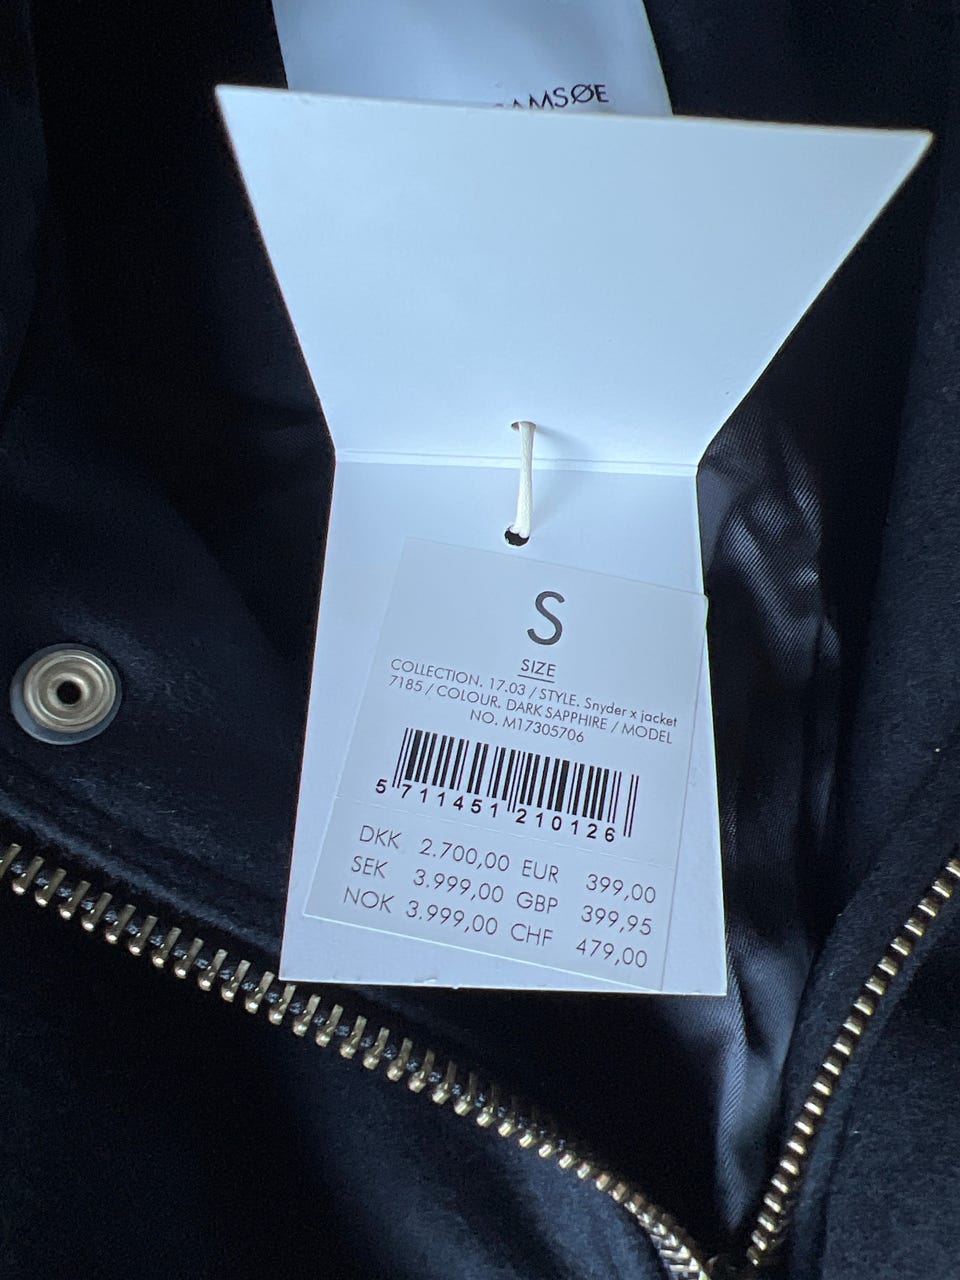 SAMSØE
S
SIZE
COLLECTION. 17.03 / STYLE. Snyder x jacket
7185 / COLOUR. DARK SAPPHIRE / MODEL
NO. M17305706
5 711451 210126
DKK 2.700,00 EUR 399,00
SEK 3.999,00 GBP 399,95
NOK 3.999,00 CHF 479,00